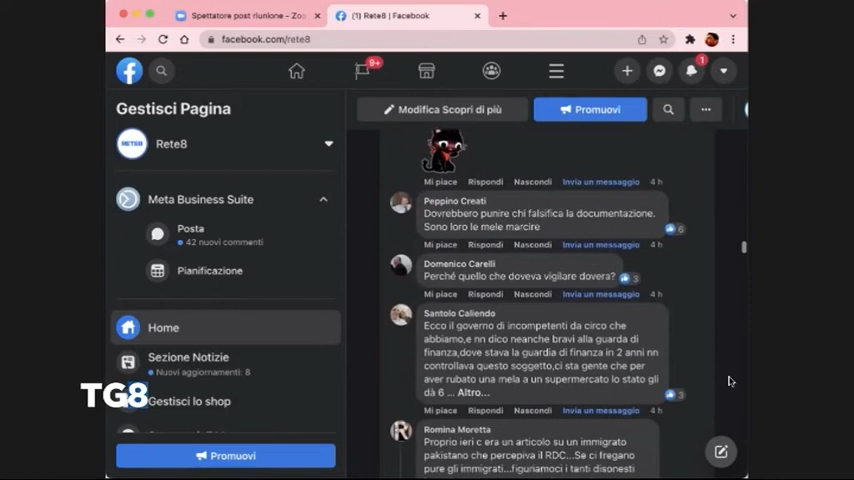 Spettatore post riunione - Zoo
(1) Rete8 | Facebook
facebook.com/rete8
9+
1
Gestisci Pagina
Modifica Scopri di più
Promuovi
RETE8
Rete8
Meta Business Suite
Posta
42 nuovi commenti
Pianificazione
Home
Sezione Notizie
Nuovi aggiornamenti: 8
TG8
Gestisci lo shop
Promuovi
Mi piace Rispondi Nascondi Invia un messaggio 4 h
Peppino Creati
Dovrebbero punire chi falsifica la documentazione.
Sono loro le mele marcire
6
Mi piace Rispondi Nascondi Invia un messaggio 4 h
Domenico Carelli
Perché quello che doveva vigilare dovera?
3
Mi piace Rispondi Nascondi Invia un messaggio 4 h
Santolo Caliendo
Ecco il governo di incompetenti da circo che
abbiamo,e nn dico neanche bravi alla guarda di
finanza,dove stava la guardia di finanza in 2 anni nn
controllava questo soggetto,ci sta gente che per
aver rubato una mela a un supermercato lo stato gli
dà 6 ... Altro...
3
Mi piace Rispondi Nascondi Invia un messaggio 4 h
Romina Moretta
Proprio ieri c era un articolo su un immigrato
pakistano che percepiva il RDC...Se ci fregano
pure gli immigrati...figuriamoci i tanti disonesti